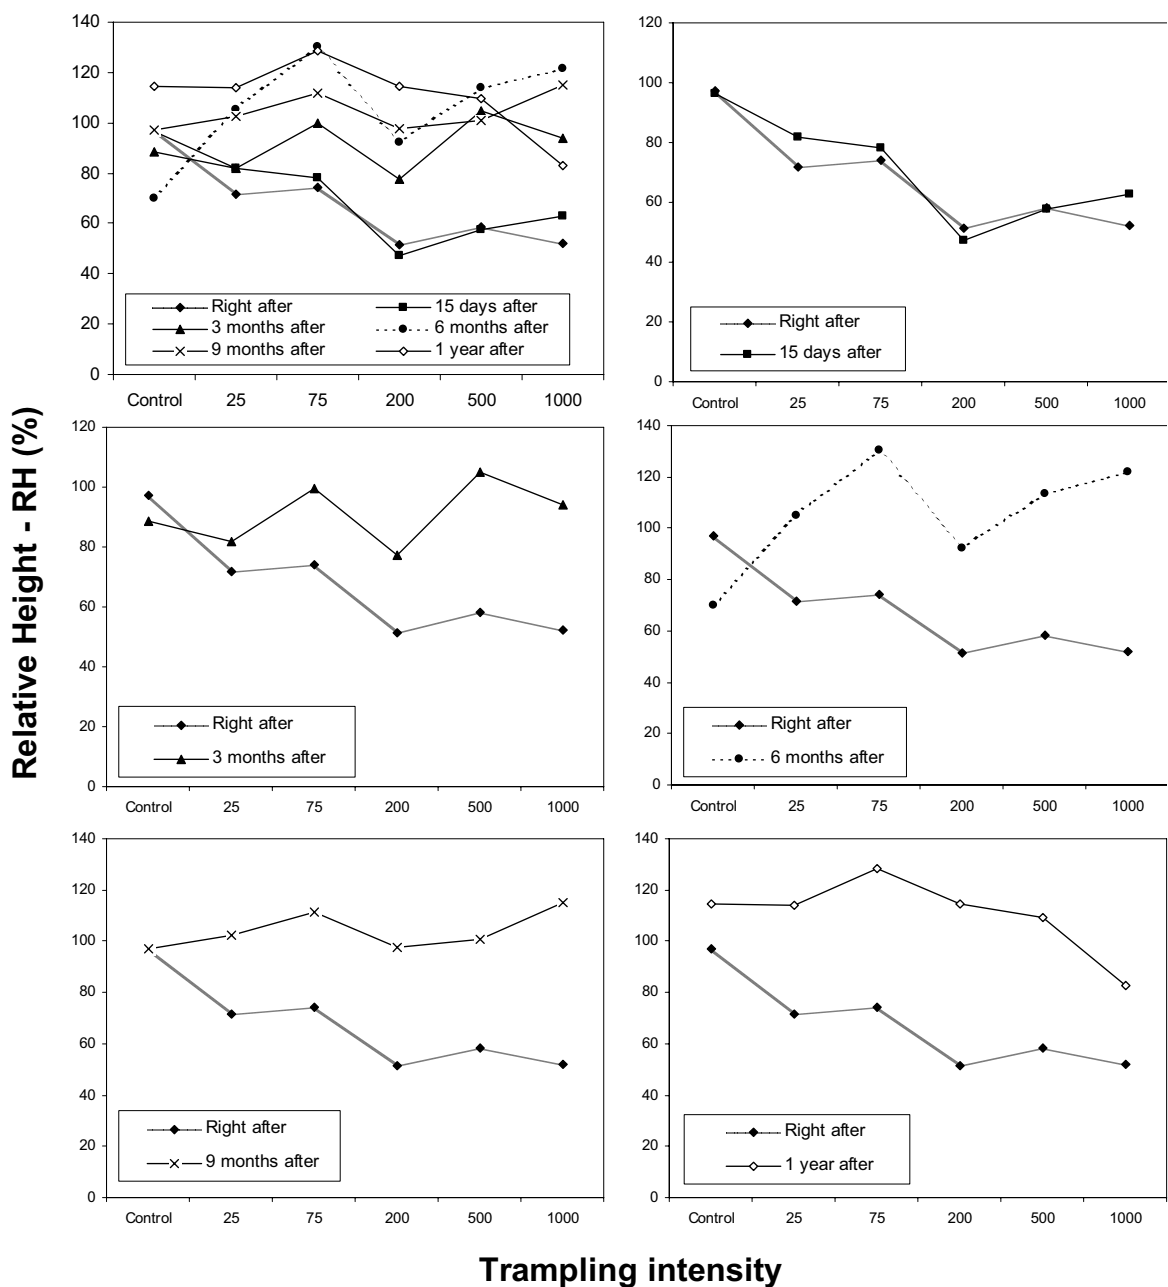 Relative Height - RH (%)
140
120
100
80
60
40
20
0
Right after 15 days after
3 months after 6 months after
9 months after 1 year after
Control 25 75 200 500 1000
120
100
80
60
40
20
0
Right after
15 days after
Control 25 75 200 500 1000
120
100
80
60
40
20
0
Right after
3 months after
Control 25 75 200 500 1000
140
120
100
80
60
40
20
0
Right after
6 months after
Control 25 75 200 500 1000
140
120
100
80
60
40
20
0
Right after
9 months after
Control 25 75 200 500 1000
140
120
100
80
60
40
20
0
Right after
1 year after
Control 25 75 200 500 1000
Trampling intensity